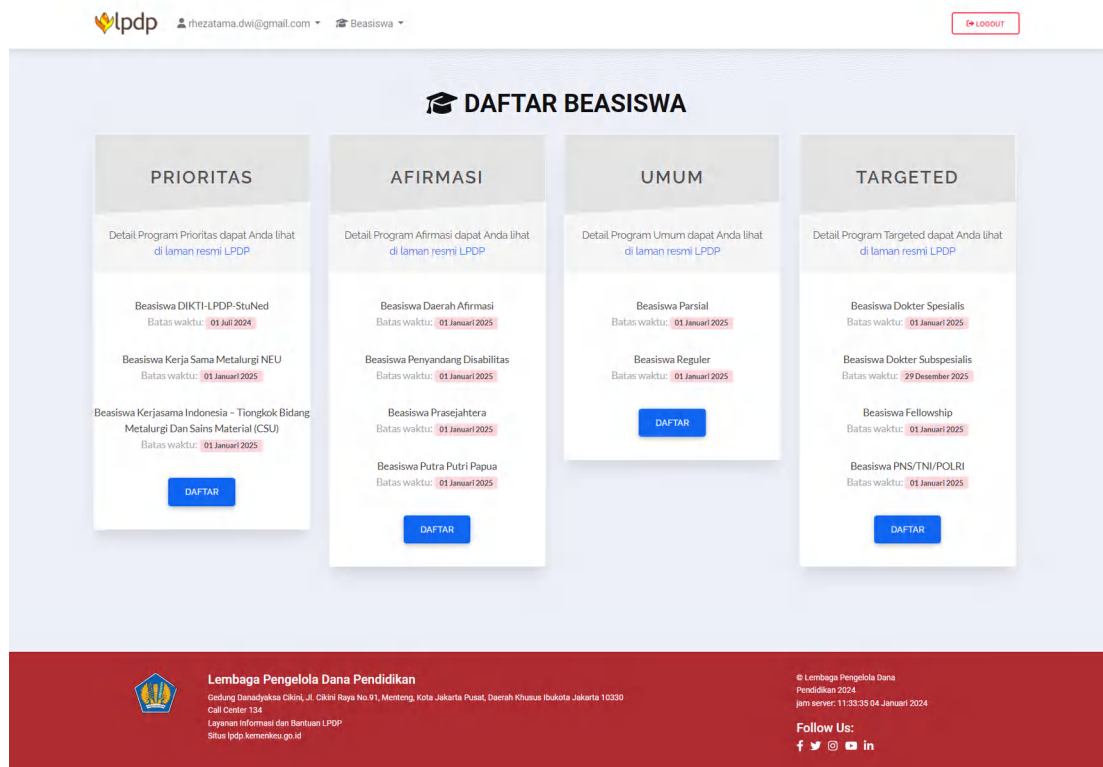 lpdp
rhezatama.dwi@gmail.com
Beasiswa
LOGOUT
DAFTAR BEASISWA
PRIORITAS
Detail Program Prioritas dapat Anda lihat
di laman resmi LPDP
Beasiswa DIKTI-LPDP-StuNed
Batas waktu: 01 Juli 2024
Beasiswa Kerja Sama Metalurgi NEU
Batas waktu: 01 Januari 2025
Beasiswa Kerjasama Indonesia – Tiongkok Bidang
Metalurgi Dan Sains Material (CSU)
Batas waktu: 01 Januari 2025
DAFTAR
AFIRMASI
Detail Program Afirmasi dapat Anda lihat
di laman resmi LPDP
Beasiswa Daerah Afirmasi
Batas waktu: 01 Januari 2025
Beasiswa Penyandang Disabilitas
Batas waktu: 01 Januari 2025
Beasiswa Prasejahtera
Batas waktu: 01 Januari 2025
Beasiswa Putra Putri Papua
Batas waktu: 01 Januari 2025
DAFTAR
UMUM
Detail Program Umum dapat Anda lihat
di laman resmi LPDP
Beasiswa Parsial
Batas waktu: 01 Januari 2025
Beasiswa Reguler
Batas waktu: 01 Januari 2025
DAFTAR
TARGETED
Detail Program Targeted dapat Anda lihat
di laman resmi LPDP
Beasiswa Dokter Spesialis
Batas waktu: 01 Januari 2025
Beasiswa Dokter Subspesialis
Batas waktu: 29 Desember 2025
Beasiswa Fellowship
Batas waktu: 01 Januari 2025
Beasiswa PNS/TNI/POLRI
Batas waktu: 01 Januari 2025
DAFTAR
Lembaga Pengelola Dana Pendidikan
Gedung Danadyaksa Cikini, Jl. Cikini Raya No.91, Menteng, Kota Jakarta Pusat, Daerah Khusus Ibukota Jakarta 10330
Call Center 134
Layanan Informasi dan Bantuan LPDP
Situs lpdp.kemenkeu.go.id
© Lembaga Pengelola Dana
Pendidikan 2024
jam server: 11:33:35 04 Januari 2024
Follow Us: